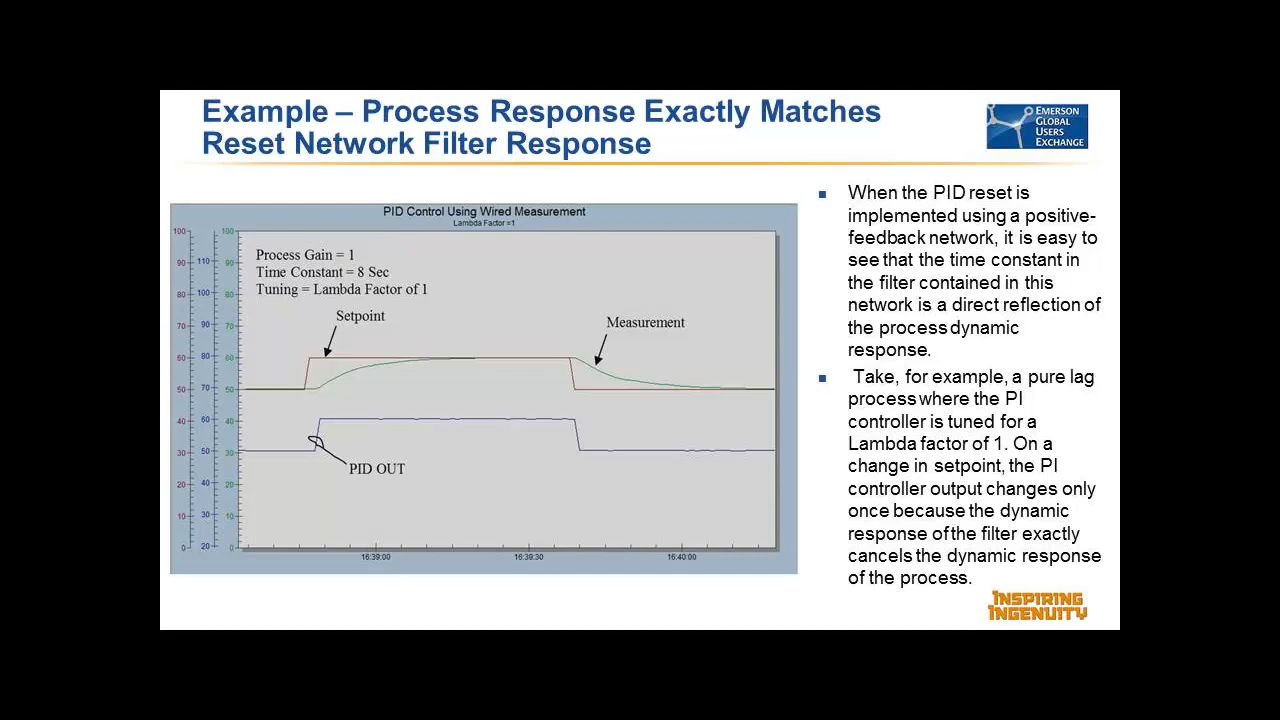 Example – Process Response Exactly Matches
Reset Network Filter Response
EMERSON
GLOBAL
USERS
EXCHANGE
PID Control Using Wired Measurement
Lambda Factor =1
100
90
80
70
60
50
40
30
20
10
0
110
100
90
80
70
60
50
40
30
20
100
90
80
70
60
50
40
30
20
10
0
Process Gain = 1
Time Constant = 8 Sec
Tuning = Lambda Factor of 1
Setpoint
Measurement
PID OUT
16:39:00
16:39:30
16:40:00
When the PID reset is
implemented using a positive-
feedback network, it is easy to
see that the time constant in
the filter contained in this
network is a direct reflection of
the process dynamic
response.
Take, for example, a pure lag
process where the PI
controller is tuned for a
Lambda factor of 1. On a
change in setpoint, the PI
controller output changes only
once because the dynamic
response of the filter exactly
cancels the dynamic response
of the process.
INSPIRING
INGENUITY